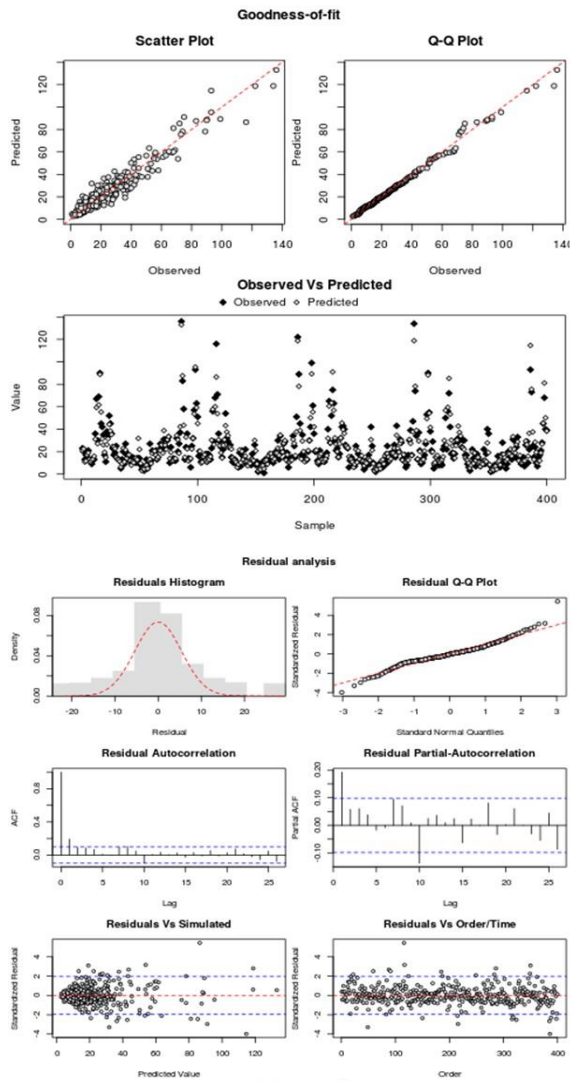 Goodness-of-fit
Scatter Plot
Q-Q Plot
Predicted
0 20 40 60 80 120
0 20 40 60 80 100 140
Observed
Predicted
0 20 40 60 80 120
0 20 40 60 80 100 140
Observed
Observed Vs Predicted
Observed Predicted
Value
0 20 40 60 80 120
0 100 200 300 400
Sample
Residual analysis
Residuals Histogram
Residual Q-Q Plot
Density
0.00 0.04 0.08
-20 -10 0 10 20
Residual
Standardized Residual
-4 -2 0 2 4
-3 -2 -1 0 1 2 3
Standard Normal Quantiles
Residual Autocorrelation
Residual Partial-Autocorrelation
ACF
0.0 0.4 0.8
0 5 10 15 20 25
Lag
Partial ACF
-0.10 0.00 0.10 0.20
0 5 10 15 20 25
Lag
Residuals Vs Simulated
Residuals Vs Order/Time
Standardized Residual
-4 -2 0 2 4
0 20 40 60 80 100 120
Predicted Value
Standardized Residual
-4 -2 0 2 4
0 100 200 300 400
Order